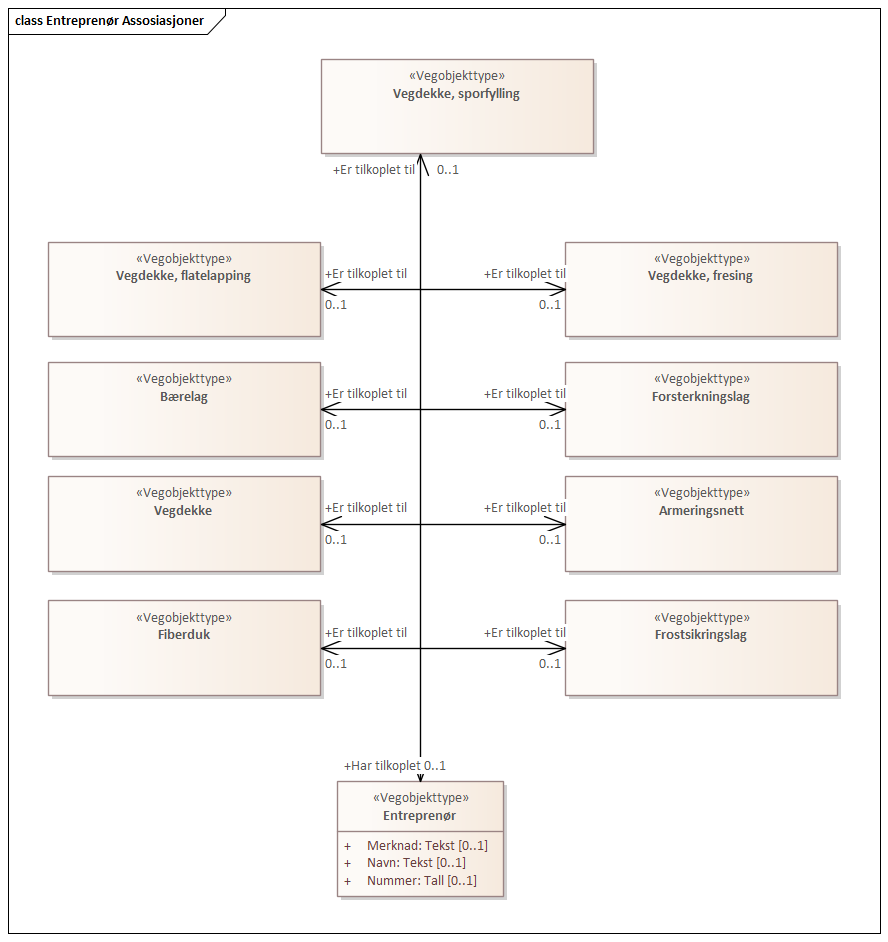 class Entreprenør Assosiasjoner
«Vegobjekttype»
Vegdekke, sporfylling
+Er tilkoplet til 0..1
«Vegobjekttype»
Vegdekke, flatelapping
+Er tilkoplet til
0..1
+Er tilkoplet til
0..1
«Vegobjekttype»
Vegdekke, fresing
«Vegobjekttype»
Bærelag
+Er tilkoplet til
0..1
+Er tilkoplet til
0..1
«Vegobjekttype»
Forsterkningslag
«Vegobjekttype»
Vegdekke
+Er tilkoplet til
0..1
+Er tilkoplet til
0..1
«Vegobjekttype»
Armeringsnett
«Vegobjekttype»
Fiberduk
+Er tilkoplet til
0..1
+Er tilkoplet til
0..1
«Vegobjekttype»
Frostsikringslag
+Har tilkoplet 0..1
«Vegobjekttype»
Entreprenør
+ Merknad: Tekst [0..1]
+ Navn: Tekst [0..1]
+ Nummer: Tall [0..1]